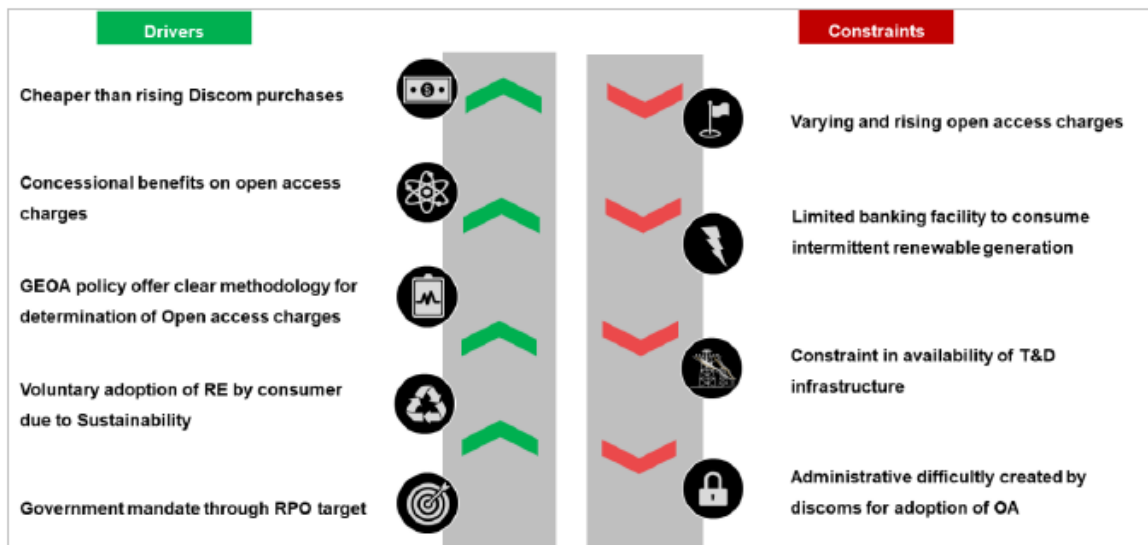 Drivers
Cheaper than rising Discom purchases
Concessional benefits on open access
charges
GEOA policy offer clear methodology for
determination of Open access charges
Voluntary adoption of RE by consumer
due to Sustainability
Government mandate through RPO target
Constraints
Varying and rising open access charges
Limited banking facility to consume
intermittent renewable generation
Constraint in availability of T&D
infrastructure
Administrative difficultly created by
discoms for adoption of OA